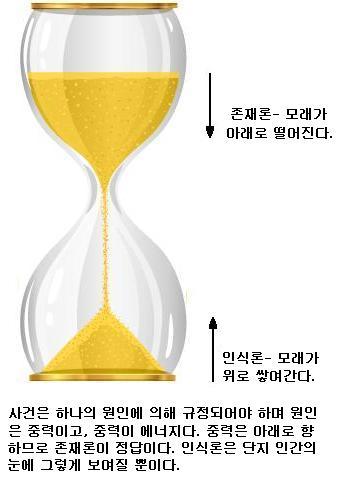 존재론- 모래가
아래로 떨어진다.
인식론- 모래가
위로 쌓여간다.
사건은 하나의 원인에 의해 규정되어야 하며 원인
은 중력이고, 중력이 에너지다. 중력은 아래로 향
하므로 존재론이 정답이다. 인식론은 단지 인간의
눈에 그렇게 보여질 뿐이다.